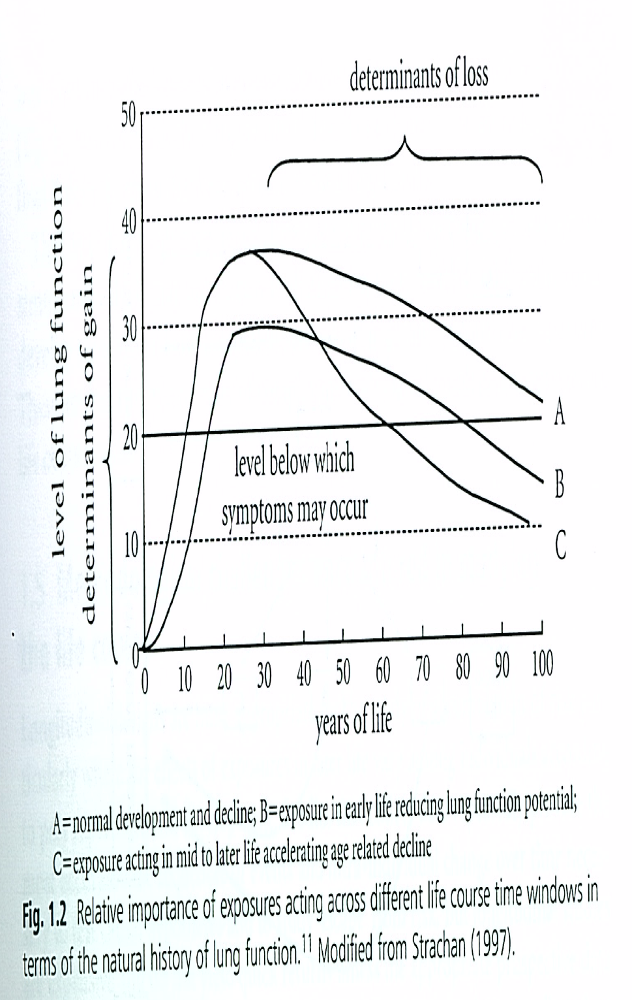 determinants of loss
50
40
30
20
10
0
level of lung function
determinants of gain
level below which
symptoms may occur
A
B
C
0 10 20 30 40 50 60 70 80 90 100
years of life
A=normal development and decline; B=exposure in early life reducing lung function potential;
C=exposure acting in mid to later life accelerating age related decline
Fig. 1.2 Relative importance of exposures acting across different life course time windows in
terms of the natural history of lung function.¹¹ Modified from Strachan (1997).